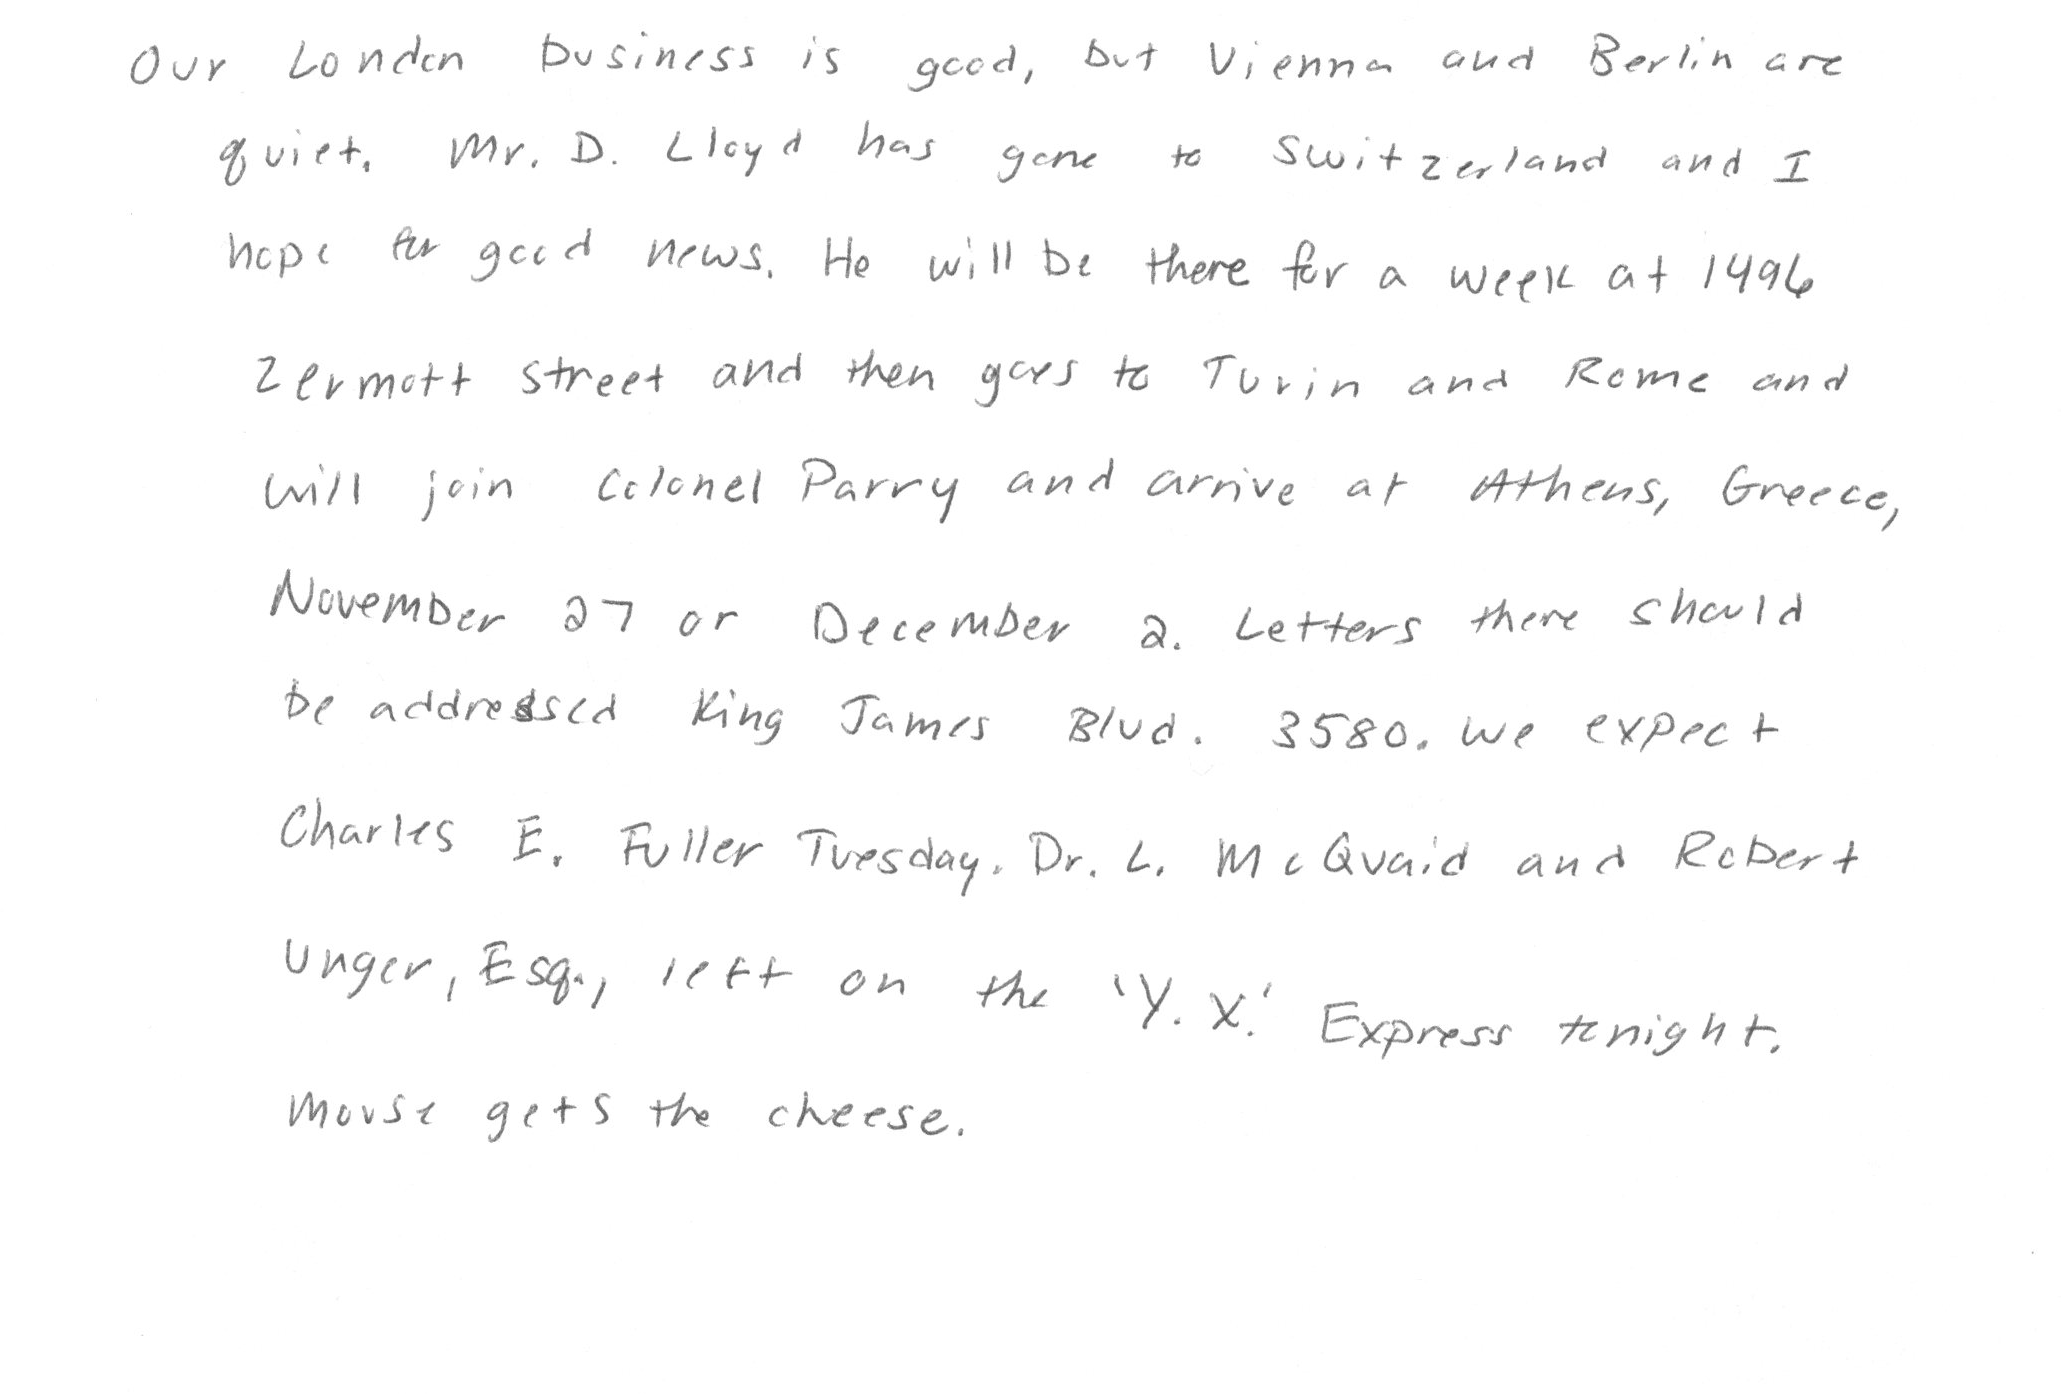 Our London business is good, but Vienna and Berlin are
quiet. Mr. D. Lloyd has gone to Switzerland and I
hope for good news. He will be there for a week at 1496
Zermott street and then goes to Turin and Rome and
will join Colonel Parry and arrive at Athens, Greece,
November 27 or December 2. Letters there should
be addressed King James Blvd. 3580. We expect
Charles E. Fuller Tuesday. Dr. L. McQuaid and Robert
Unger, Esq., left on the 'Y. X.' Express tonight.
Mouse gets the cheese.